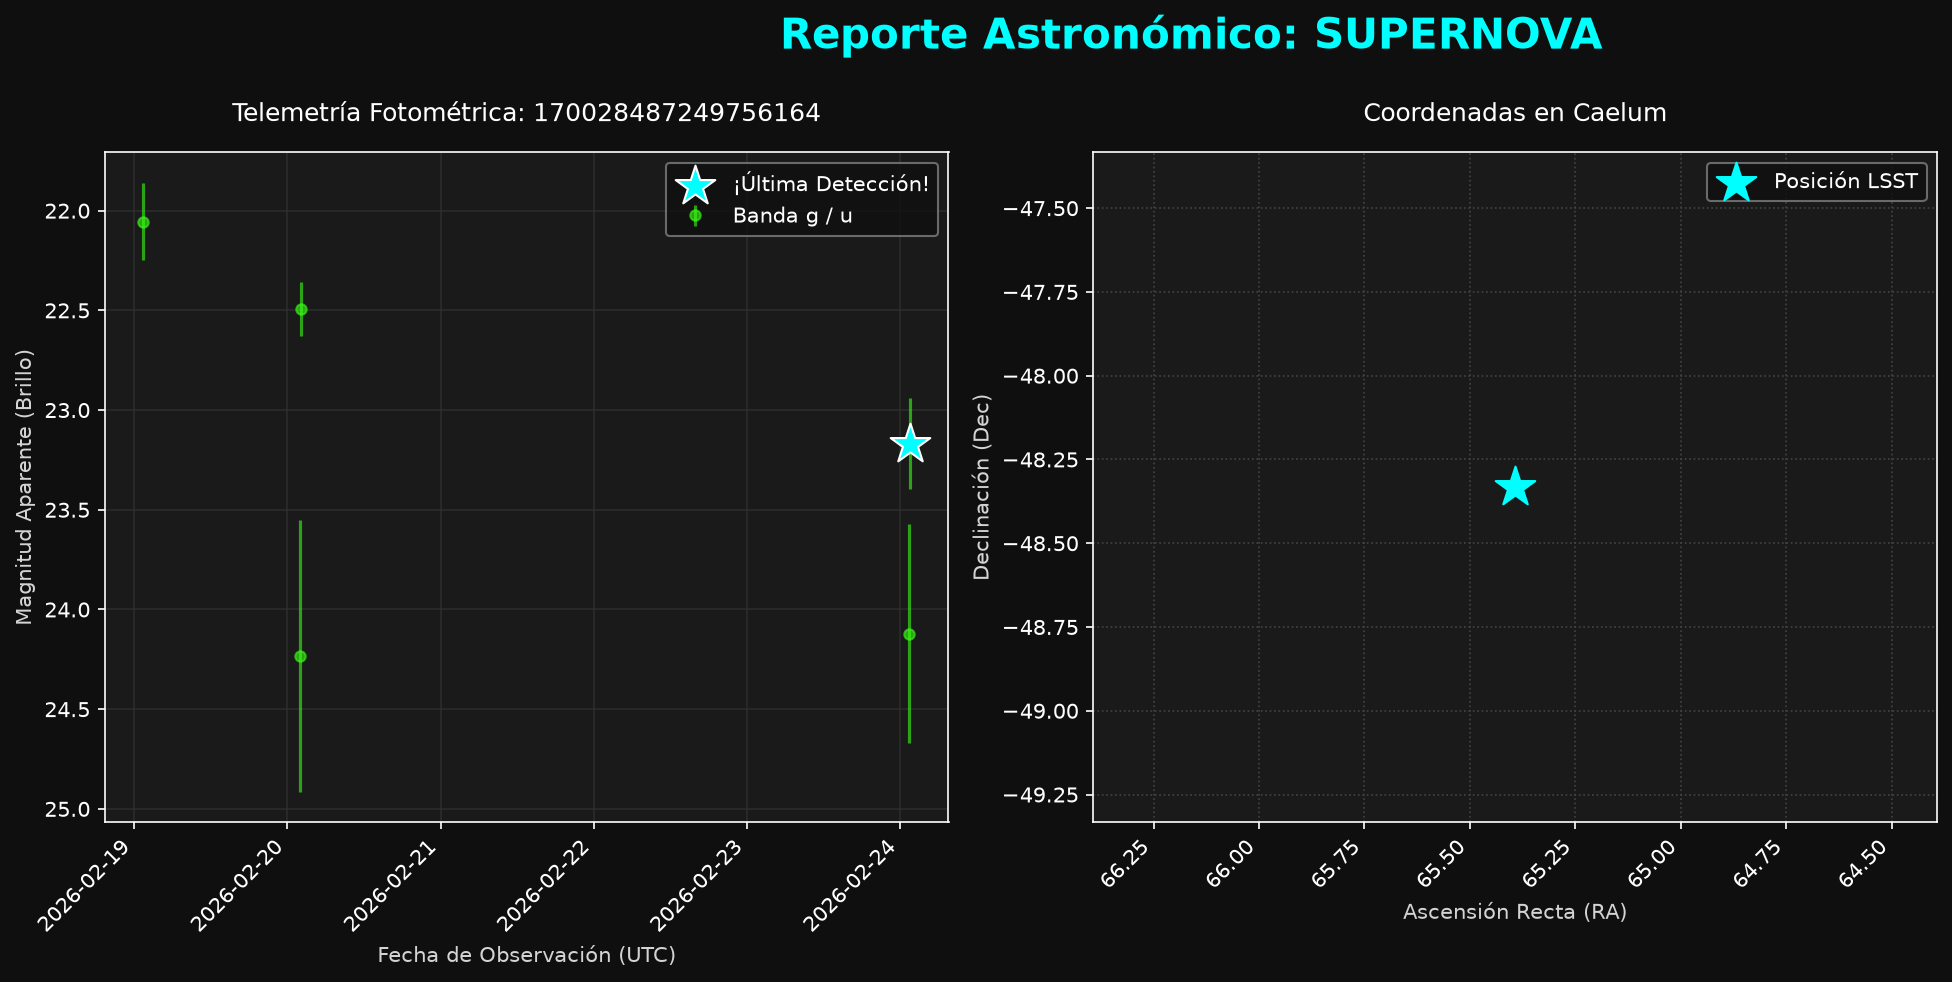 Reporte Astronómico: SUPERNOVA
Telemetría Fotométrica: 170028487249756164
¡Última Detección!
Banda g / u
Magnitud Aparente (Brillo)
22.0
22.5
23.0
23.5
24.0
24.5
25.0
2026-02-19
2026-02-20
2026-02-21
2026-02-22
2026-02-23
2026-02-24
Fecha de Observación (UTC)
Coordenadas en Caelum
Posición LSST
Declinación (Dec)
−47.50
−47.75
−48.00
−48.25
−48.50
−48.75
−49.00
−49.25
66.25
66.00
65.75
65.50
65.25
65.00
64.75
64.50
Ascensión Recta (RA)